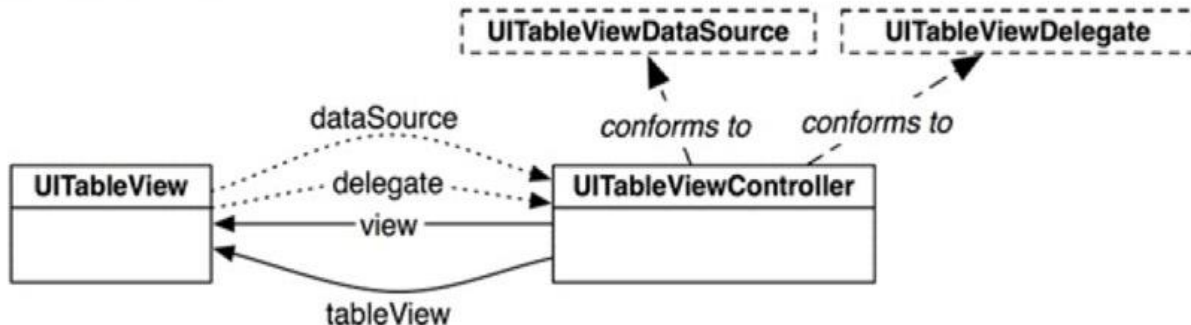 UITableViewDataSource
UITableViewDelegate
conforms to
conforms to
dataSource
delegate
UITableView
UITableViewController
view
tableView